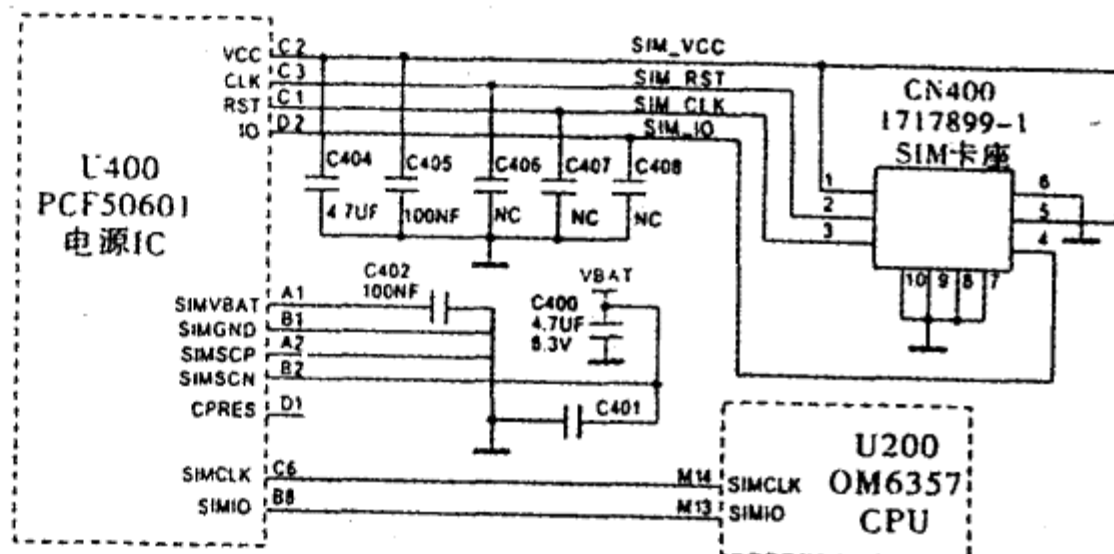 VCC C2 SIM_VCC
CLK C3 SIM_RST
RST C1 SIM_CLK
IO D2 SIM_IO
U400
PCF50601
电源IC
C404
C405
C406
C407
C408
4.7UF
100NF
NC
NC
NC
CN400
1717899-1
SIM卡座
1
2
3
6
5
4
10
9
8
7
C402
100NF
VBAT
C400
4.7UF
6.3V
SIMVBAT A1
SIMGND B1
SIMSCP A2
SIMSCN B2
CPRES D1
C401
SIMCLK C6
SIMIO B8
M14 SIMCLK
M13 SIMIO
U200
OM6357
CPU